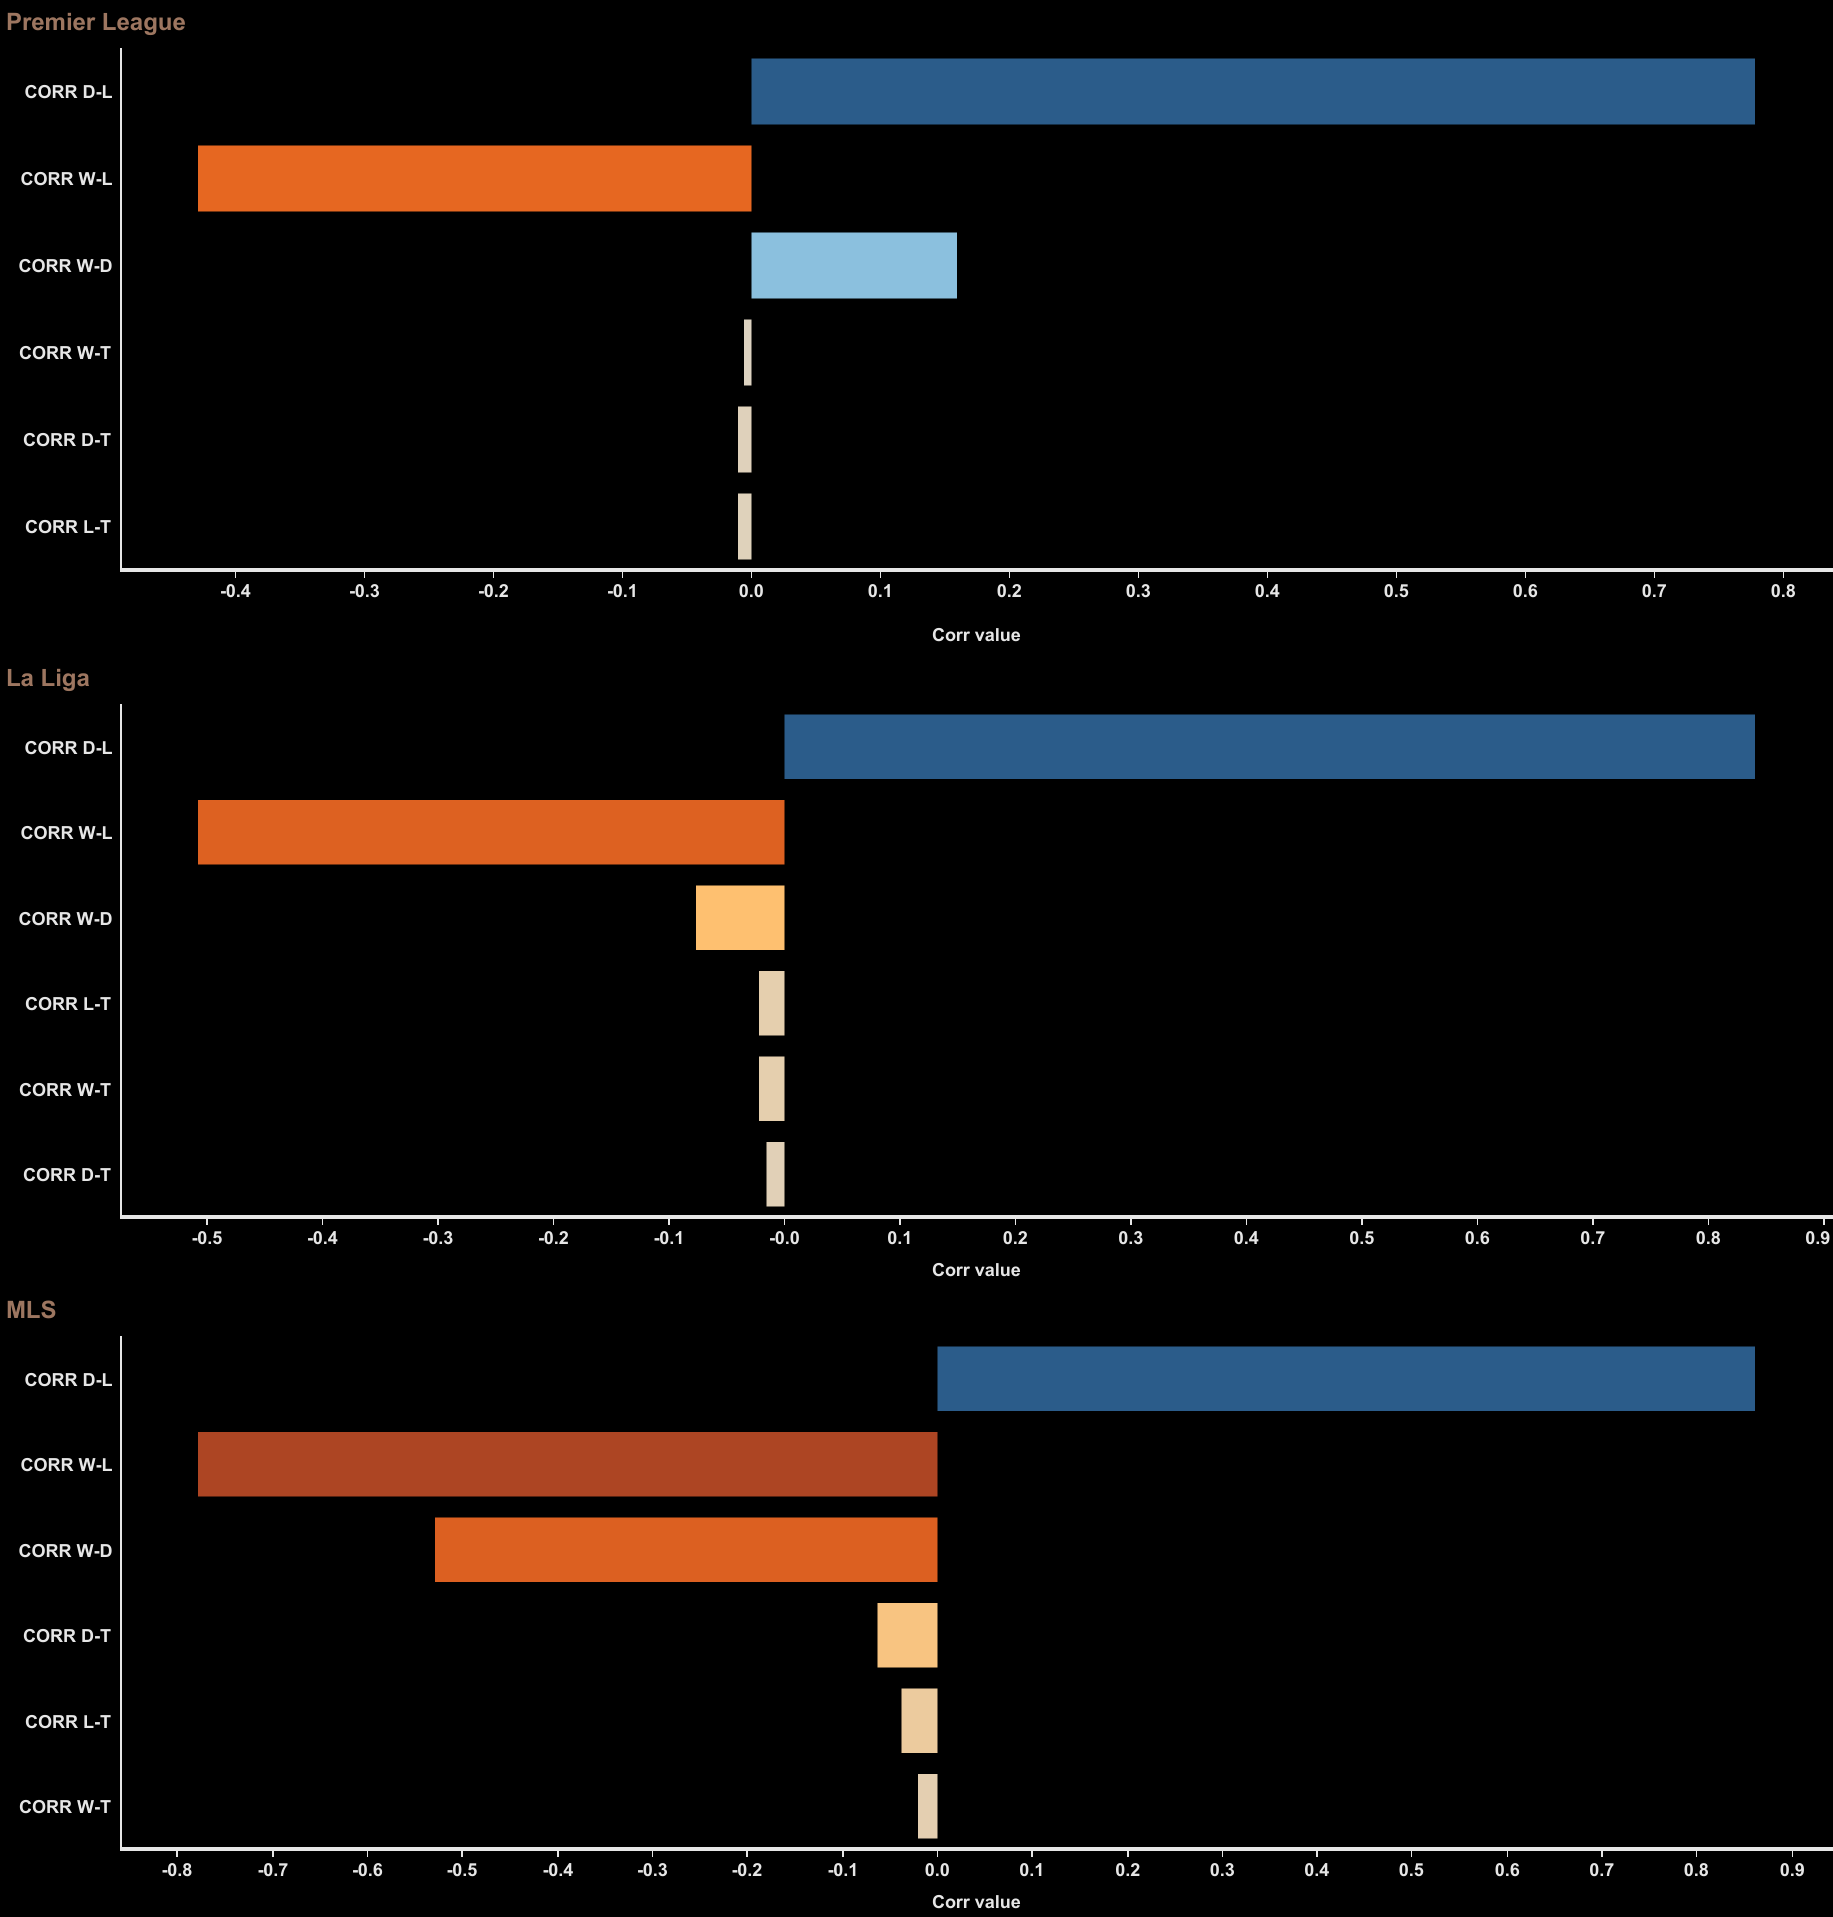 Premier League
CORR D-L
CORR W-L
CORR W-D
CORR W-T
CORR D-T
CORR L-T
-0.4 -0.3 -0.2 -0.1 0.0 0.1 0.2 0.3 0.4 0.5 0.6 0.7 0.8
Corr value
La Liga
CORR D-L
CORR W-L
CORR W-D
CORR L-T
CORR W-T
CORR D-T
-0.5 -0.4 -0.3 -0.2 -0.1 -0.0 0.1 0.2 0.3 0.4 0.5 0.6 0.7 0.8 0.9
Corr value
MLS
CORR D-L
CORR W-L
CORR W-D
CORR D-T
CORR L-T
CORR W-T
-0.8 -0.7 -0.6 -0.5 -0.4 -0.3 -0.2 -0.1 0.0 0.1 0.2 0.3 0.4 0.5 0.6 0.7 0.8 0.9
Corr value